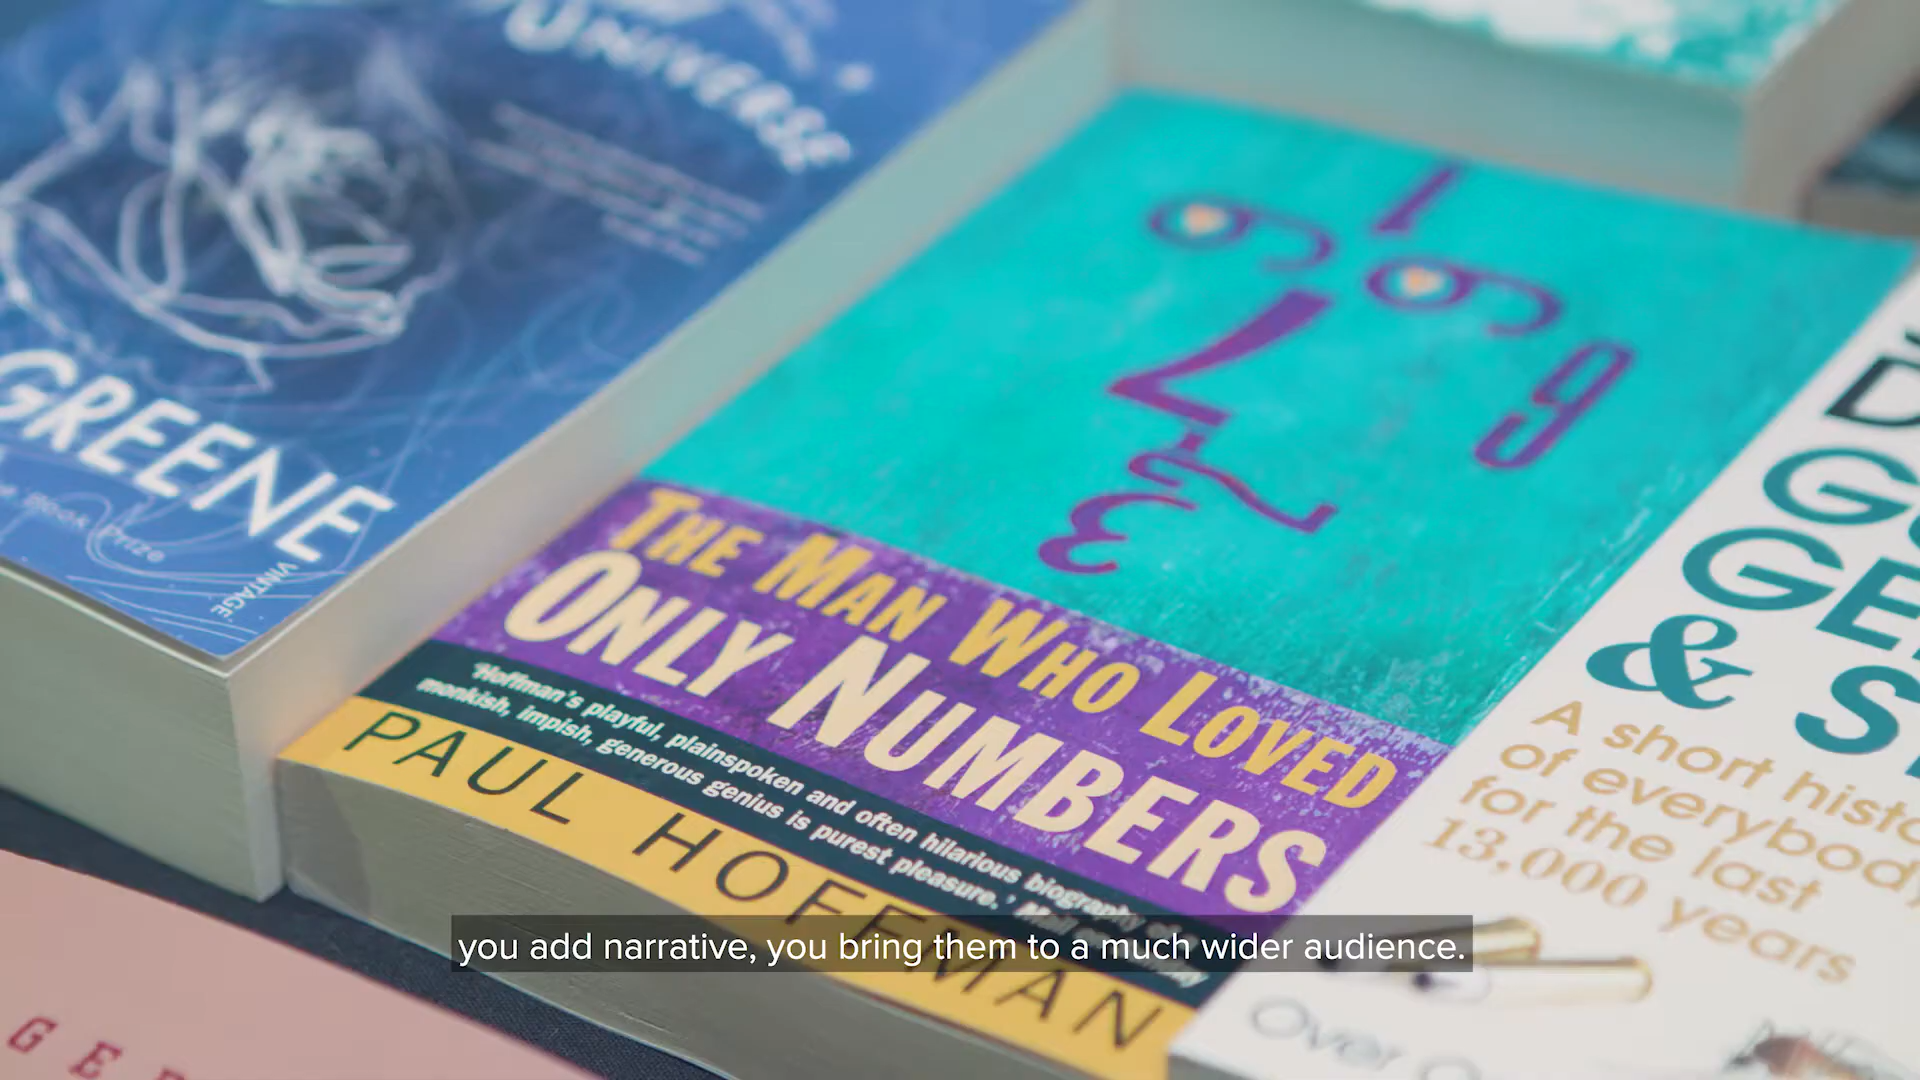 UNIVERSE
GREENE
VINTAGE
THE MAN WHO LOVED
ONLY NUMBERS
'Hoffman's playful, plainspoken and often hilarious biography
monkish, impish, generous genius is purest pleasure.'
PAUL HOFFMAN
&
A short
of everybody
for the last
13,000 years
Over
you add narrative, you bring them to a much wider audience.